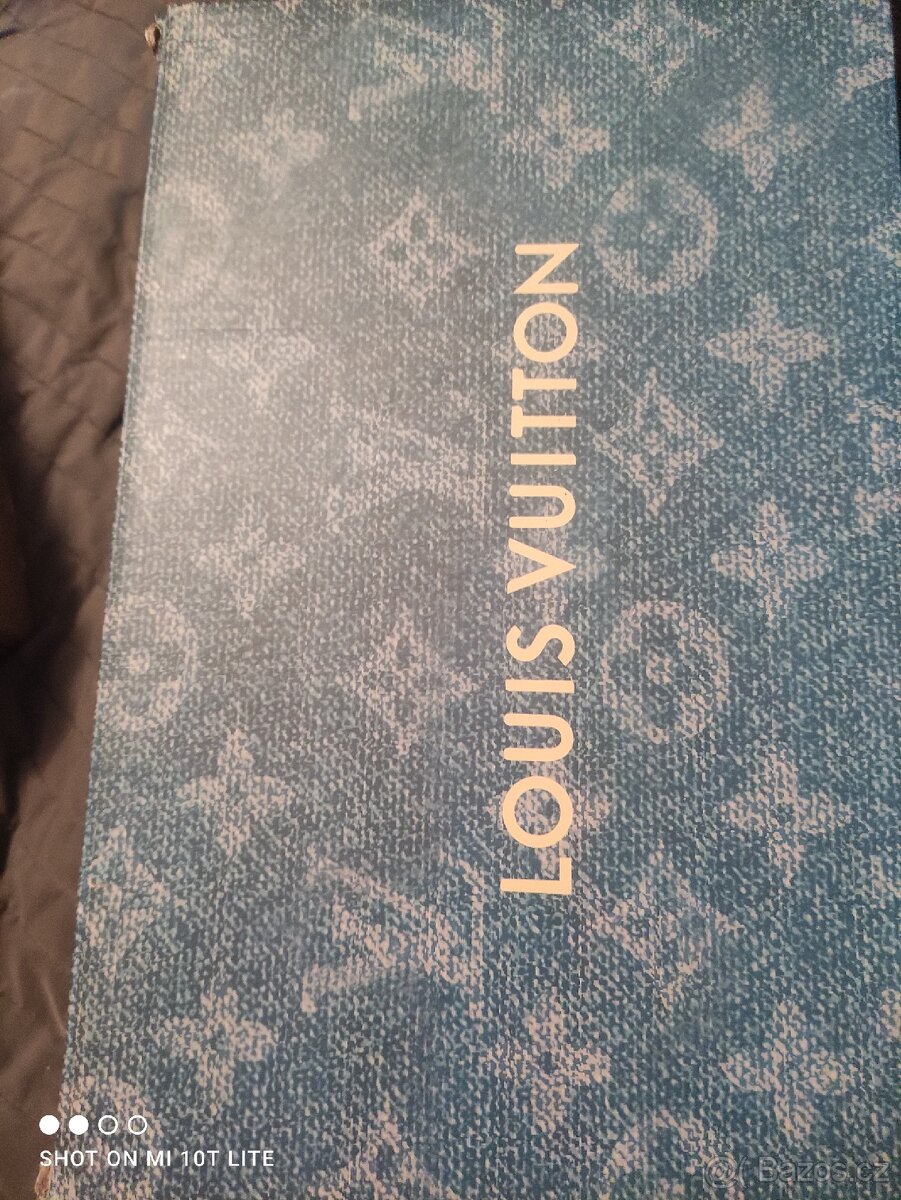 LOUIS VUITTON
SHOT ON MI 10T LITE
@ Bazos.cz